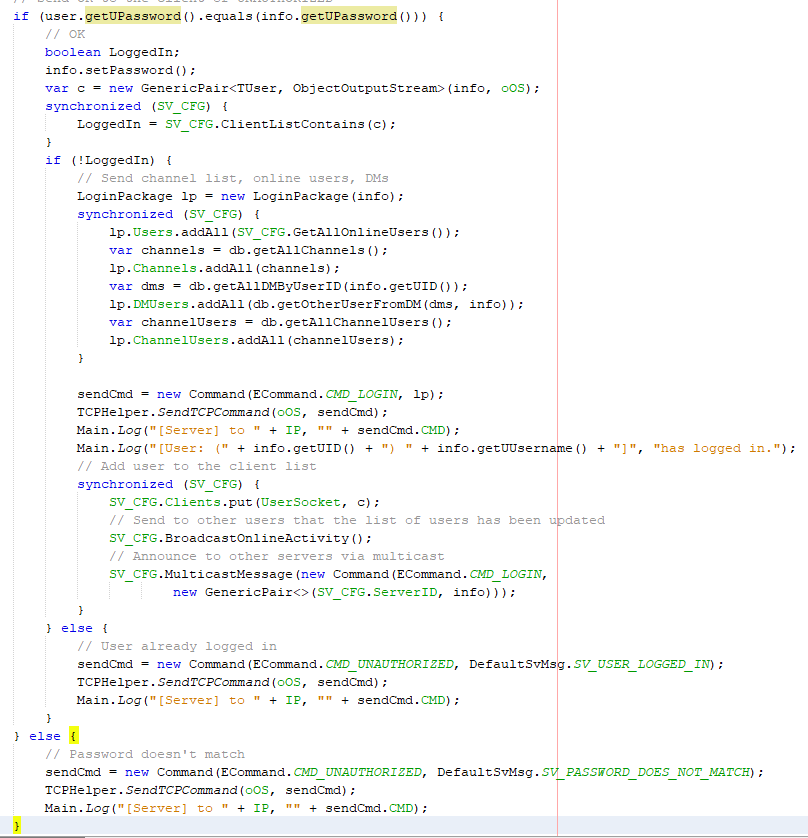 if (user.getUPassword().equals(info.getUPassword())) {
// OK
boolean LoggedIn;
info.setPassword();
var c = new GenericPair<TUser, ObjectOutputStream>(info, oOS);
synchronized (SV_CFG) {
LoggedIn = SV_CFG.ClientListContains(c);
}
if (!LoggedIn) {
// Send channel list, online users, DMs
LoginPackage lp = new LoginPackage(info);
synchronized (SV_CFG) {
lp.Users.addAll(SV_CFG.GetAllOnlineUsers());
var channels = db.getAllChannels();
lp.Channels.addAll(channels);
var dms = db.getAllDMByUserID(info.getUID());
lp.DMUsers.addAll(db.getOtherUserFromDM(dms, info));
var channelUsers = db.getAllChannelUsers();
lp.ChannelUsers.addAll(channelUsers);
}
sendCmd = new Command(ECommand.CMD_LOGIN, lp);
TCPHelper.SendTCPCommand(oOS, sendCmd);
Main.Log("[Server] to " + IP, "" + sendCmd.CMD);
Main.Log("[User: (" + info.getUID() + ") " + info.getUUsername() + "]", "has logged in.");
// Add user to the client list
synchronized (SV_CFG) {
SV_CFG.Clients.put(UserSocket, c);
// Send to other users that the list of users has been updated
SV_CFG.BroadcastOnlineActivity();
// Announce to other servers via multicast
SV_CFG.MulticastMessage(new Command(ECommand.CMD_LOGIN,
new GenericPair<>(SV_CFG.ServerID, info)));
}
} else {
// User already logged in
sendCmd = new Command(ECommand.CMD_UNAUTHORIZED, DefaultSvMsg.SV_USER_LOGGED_IN);
TCPHelper.SendTCPCommand(oOS, sendCmd);
Main.Log("[Server] to " + IP, "" + sendCmd.CMD);
}
} else {
// Password doesn't match
sendCmd = new Command(ECommand.CMD_UNAUTHORIZED, DefaultSvMsg.SV_PASSWORD_DOES_NOT_MATCH);
TCPHelper.SendTCPCommand(oOS, sendCmd);
Main.Log("[Server] to " + IP, "" + sendCmd.CMD);
}